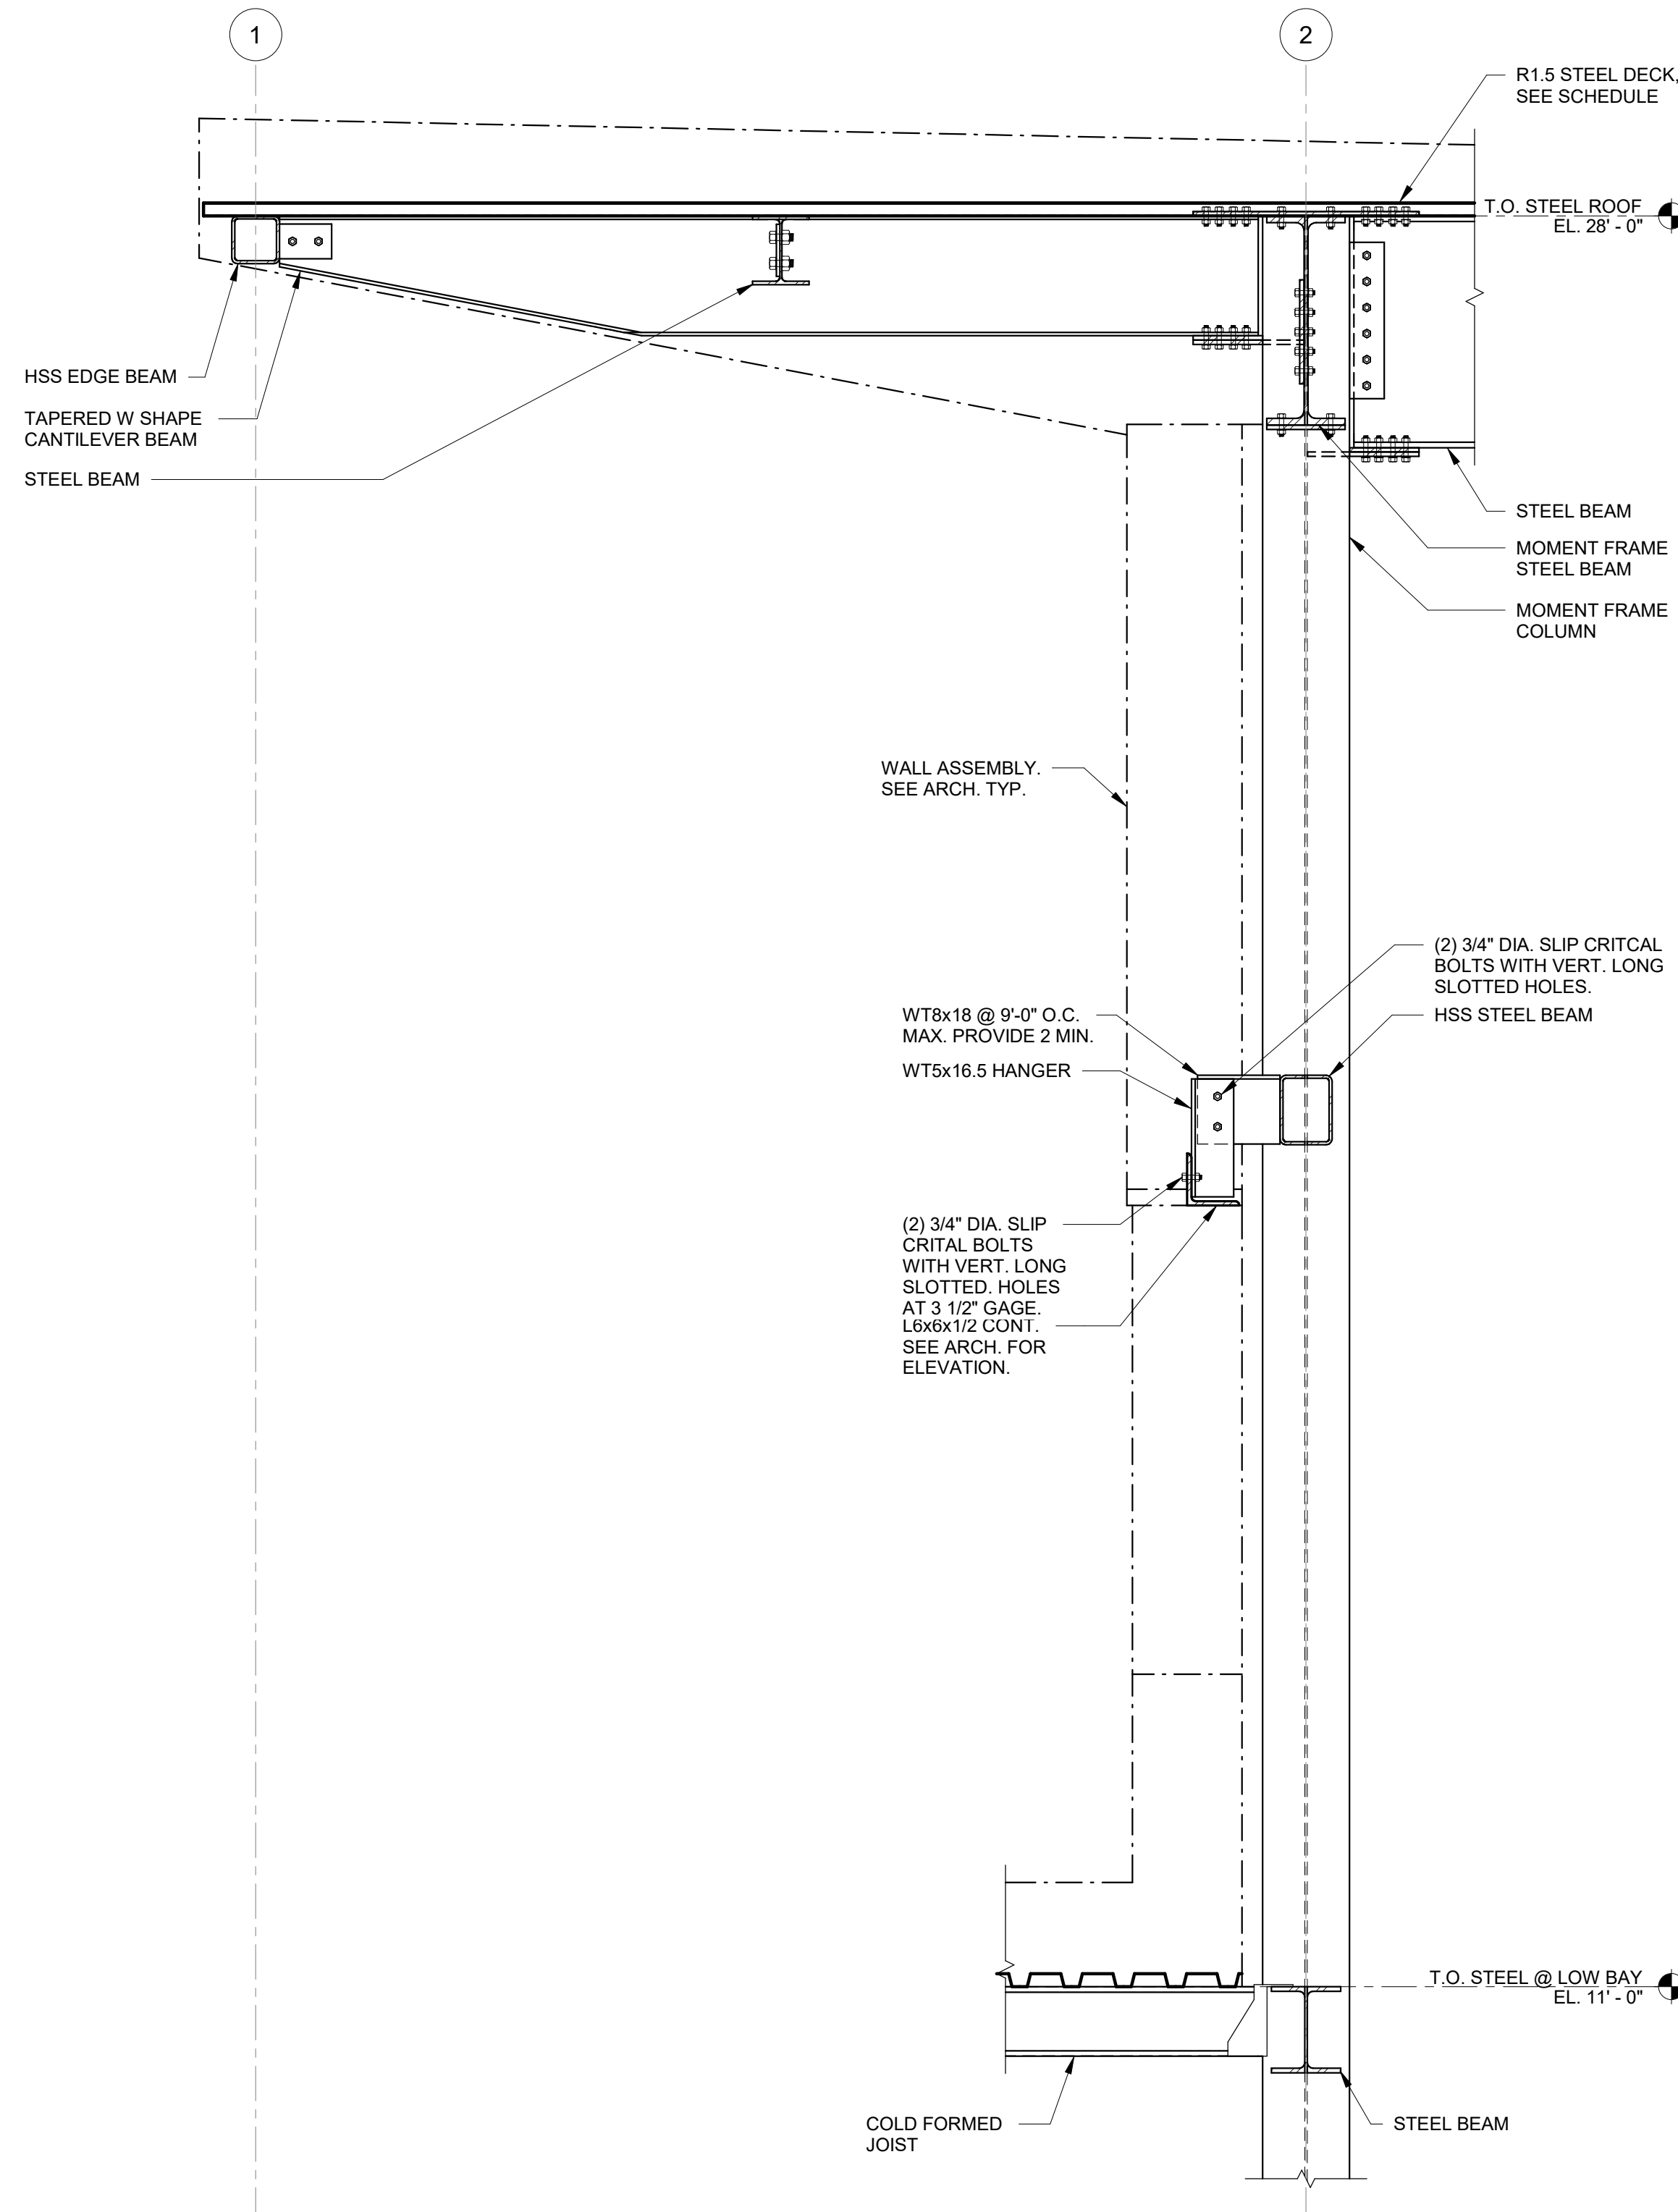 1
2
R1.5 STEEL DECK,
SEE SCHEDULE
T.O. STEEL ROOF
EL. 28' - 0"
HSS EDGE BEAM
TAPERED W SHAPE
CANTILEVER BEAM
STEEL BEAM
STEEL BEAM
MOMENT FRAME
STEEL BEAM
MOMENT FRAME
COLUMN
WALL ASSEMBLY.
SEE ARCH. TYP.
(2) 3/4" DIA. SLIP CRITCAL
BOLTS WITH VERT. LONG
SLOTTED HOLES.
HSS STEEL BEAM
WT8x18 @ 9'-0" O.C.
MAX. PROVIDE 2 MIN.
WT5x16.5 HANGER
(2) 3/4" DIA. SLIP
CRITAL BOLTS
WITH VERT. LONG
SLOTTED. HOLES
AT 3 1/2" GAGE.
L6x6x1/2 CONT.
SEE ARCH. FOR
ELEVATION.
T.O. STEEL @ LOW BAY
EL. 11' - 0"
COLD FORMED
JOIST
STEEL BEAM